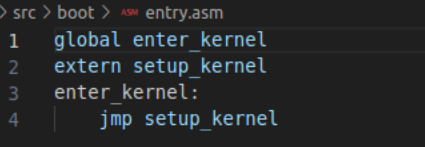 > src > boot > ASM entry.asm
1 global enter_kernel
2 extern setup_kernel
3 enter_kernel:
4 jmp setup_kernel